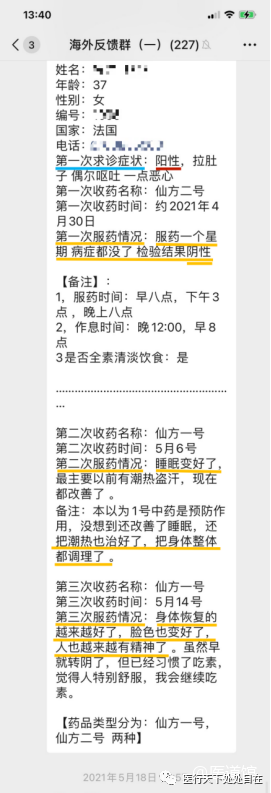 13:40
3
海外反馈群（一）(227)
姓名：
年龄：37
性别：女
编号：
国家：法国
电话：
第一次求诊症状：阳性，拉肚
子 偶尔呕吐 一点恶心
第一次收药名称：仙方二号
第一次收药时间：约2021年4
月30日
第一次服药情况：服药一个星
期 病症都没了 检验结果阴性
【备注】：
1，服药时间：早八点，下午3
点 ，晚上八点
2，作息时间：晚12:00，早8
点
3是否全素清淡饮食：是
......................................................
...
第二次收药名称：仙方一号
第二次收药时间：5月6号
第二次服药情况：睡眠变好了，
最主要以前有潮热盗汗，现在
都改善了 。
备注：本以为1号中药是预防作
用，没想到还改善了睡眠，还
把潮热也治好了，把身体整体
都调理了 。
第三次收药名称：仙方一号
第三次收药时间：5月14号
第三次服药情况：身体恢复的
越来越好了，脸色也变好了，
人也越来越有精神了 。虽然早
就转阴了，但已经习惯了吃素，
觉得人特别舒服，我会继续吃
素。
【药品类型分为：仙方一号，
仙方二号 两种】
2021年5月18日
医行天下处处自在